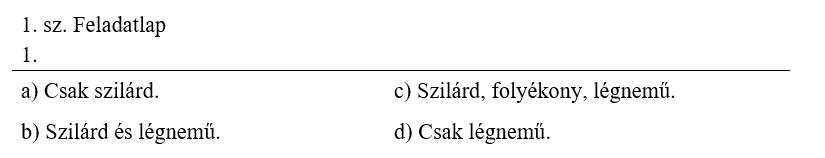 1. sz. Feladatlap
1.
a) Csak szilárd.
c) Szilárd, folyékony, légnemű.
b) Szilárd és légnemű.
d) Csak légnemű.